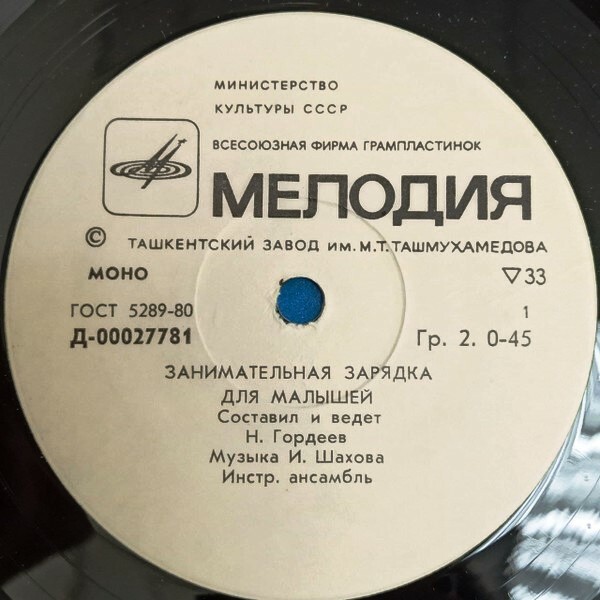 МИНИСТЕРСТВО
КУЛЬТУРЫ СССР
ВСЕСОЮЗНАЯ ФИРМА ГРАМПЛАСТИНОК
МЕЛОДИЯ
© ТАШКЕНТСКИЙ ЗАВОД ИМ. М.Т. ТАШМУХАМЕДОВА
МОНО ▽33
ГОСТ 5289-80 1
Д-00027781 Гр. 2. 0-45
ЗАНИМАТЕЛЬНАЯ ЗАРЯДКА
ДЛЯ МАЛЫШЕЙ
Составил и ведет
Н. Гордеев
Музыка И. Шахова
Инстр. ансамбль